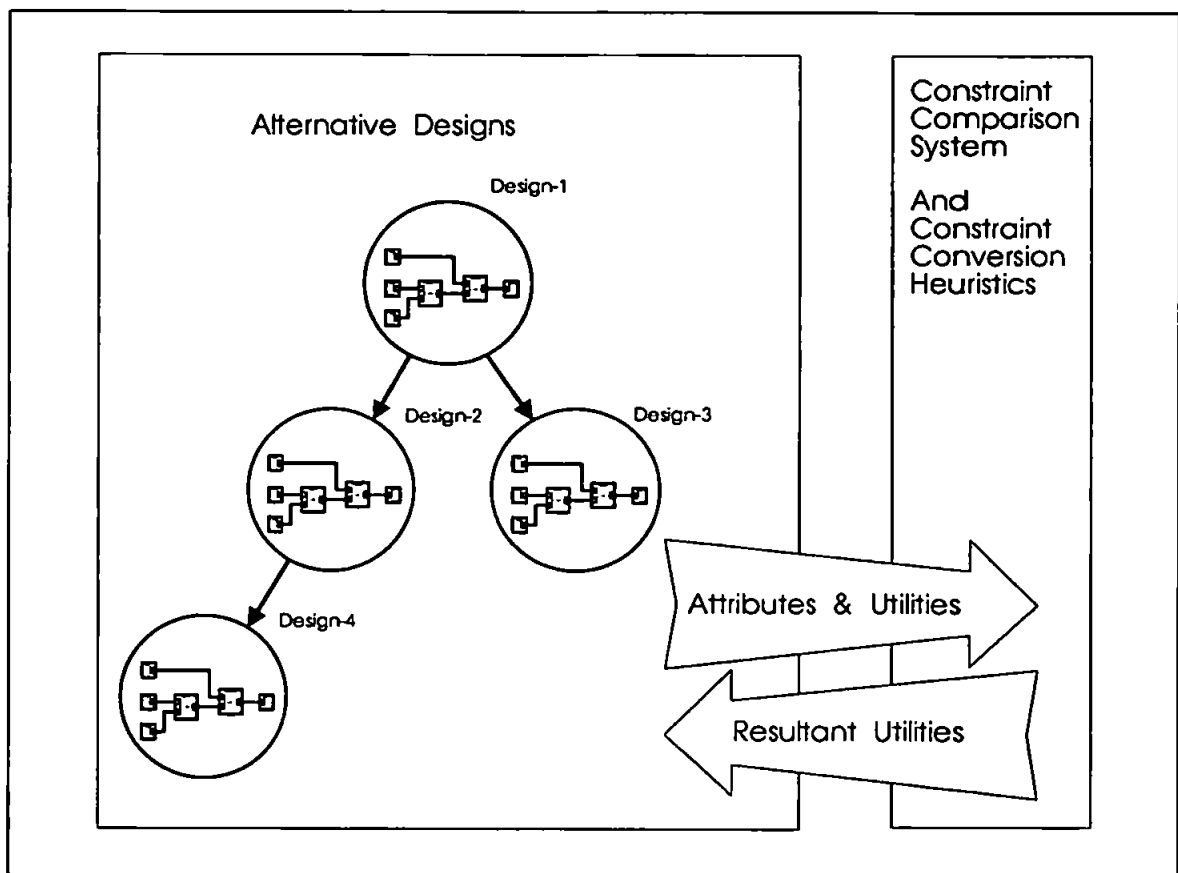 Alternative Designs
Design-1
Design-2
Design-3
Design-4
Constraint
Comparison
System
And
Constraint
Conversion
Heuristics
Attributes & Utilities
Resultant Utilities